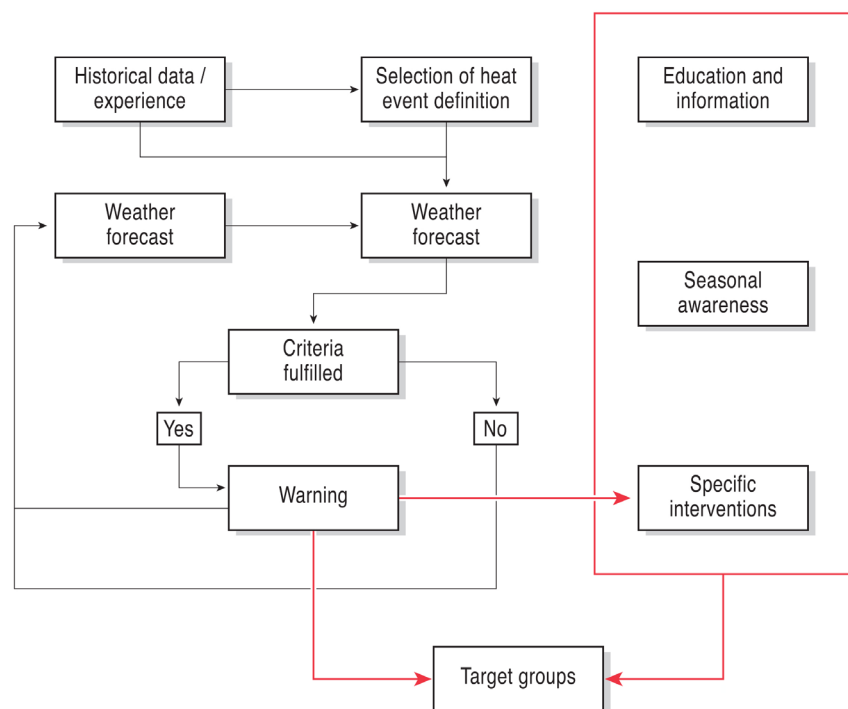 Historical data /
experience
Selection of heat
event definition
Education and
information
Weather
forecast
Weather
forecast
Seasonal
awareness
Criteria
fulfilled
Yes
No
Warning
Specific
interventions
Target groups